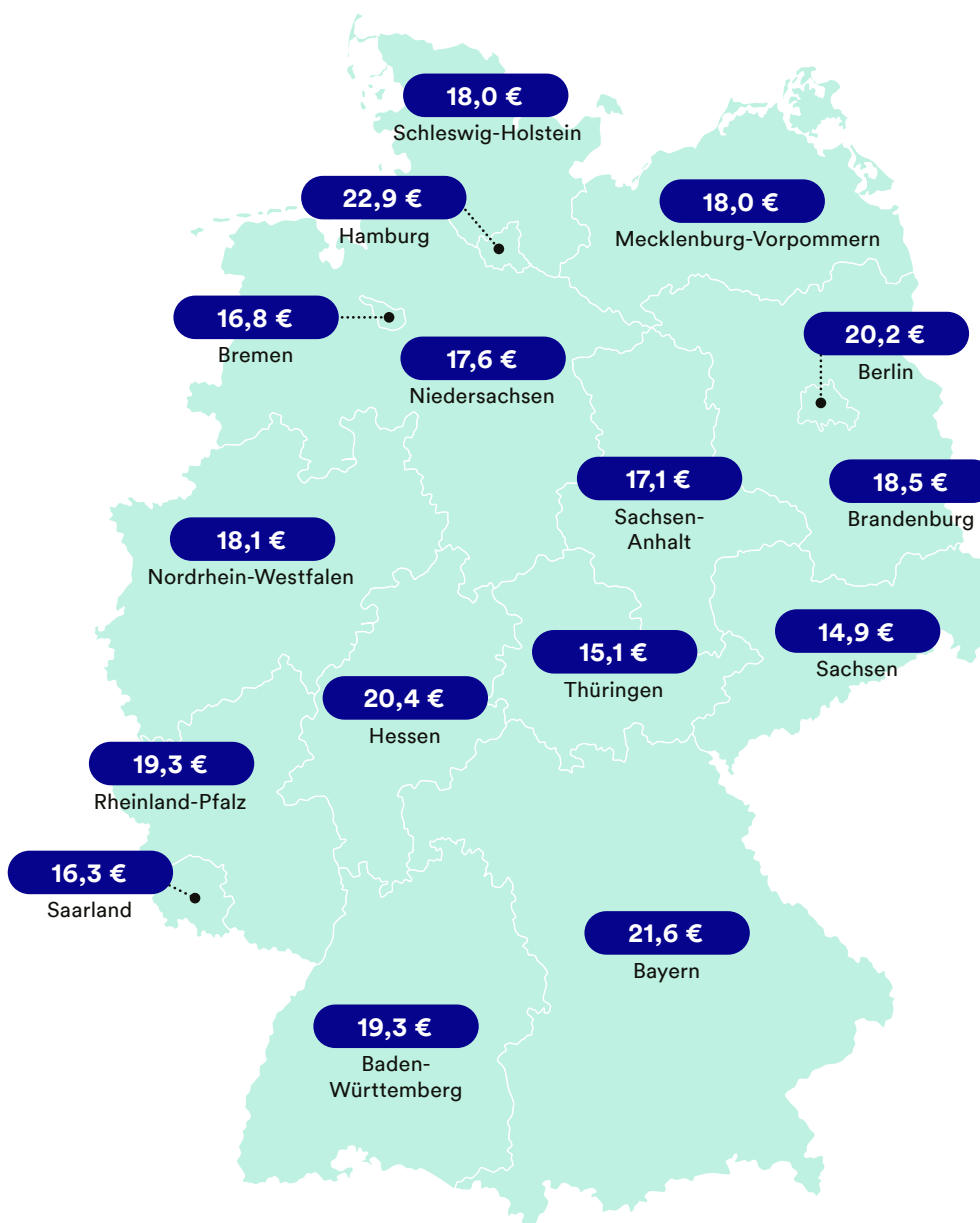 18,0 €
Schleswig-Holstein
22,9 €
Hamburg
18,0 €
Mecklenburg-Vorpommern
16,8 €
Bremen
17,6 €
Niedersachsen
20,2 €
Berlin
17,1 €
Sachsen-
Anhalt
18,5 €
Brandenburg
18,1 €
Nordrhein-Westfalen
14,9 €
Sachsen
15,1 €
Thüringen
20,4 €
Hessen
19,3 €
Rheinland-Pfalz
16,3 €
Saarland
21,6 €
Bayern
19,3 €
Baden-
Württemberg